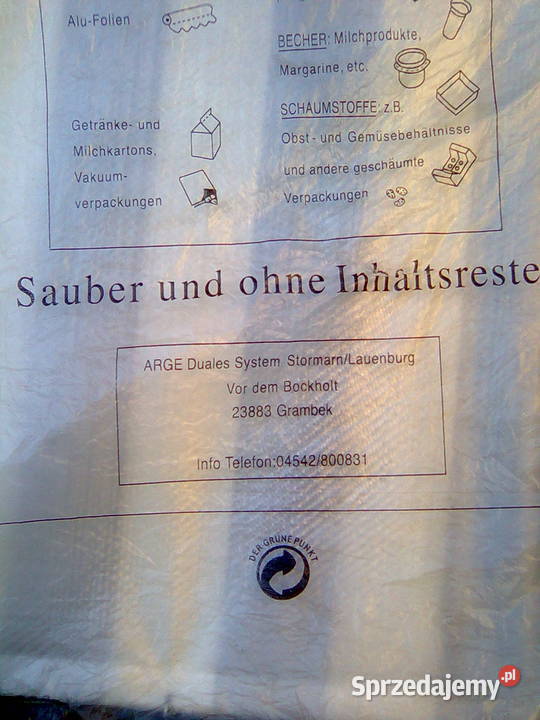 Alu-Folien
BECHER: Milchprodukte,
Margarine, etc.
SCHAUMSTOFFE: z.B.
Obst- und Gemüsebehältnisse
und andere geschäumte
Verpackungen
Getränke- und
Milchkartons,
Vakuum-
verpackungen
Sauber und ohne Inhaltsreste
ARGE Duales System Stormarn/Lauenburg
Vor dem Bockholt
23883 Grambek
Info Telefon:04542/800831
DER GRÜNE PUNKT
Sprzedajemy.pl